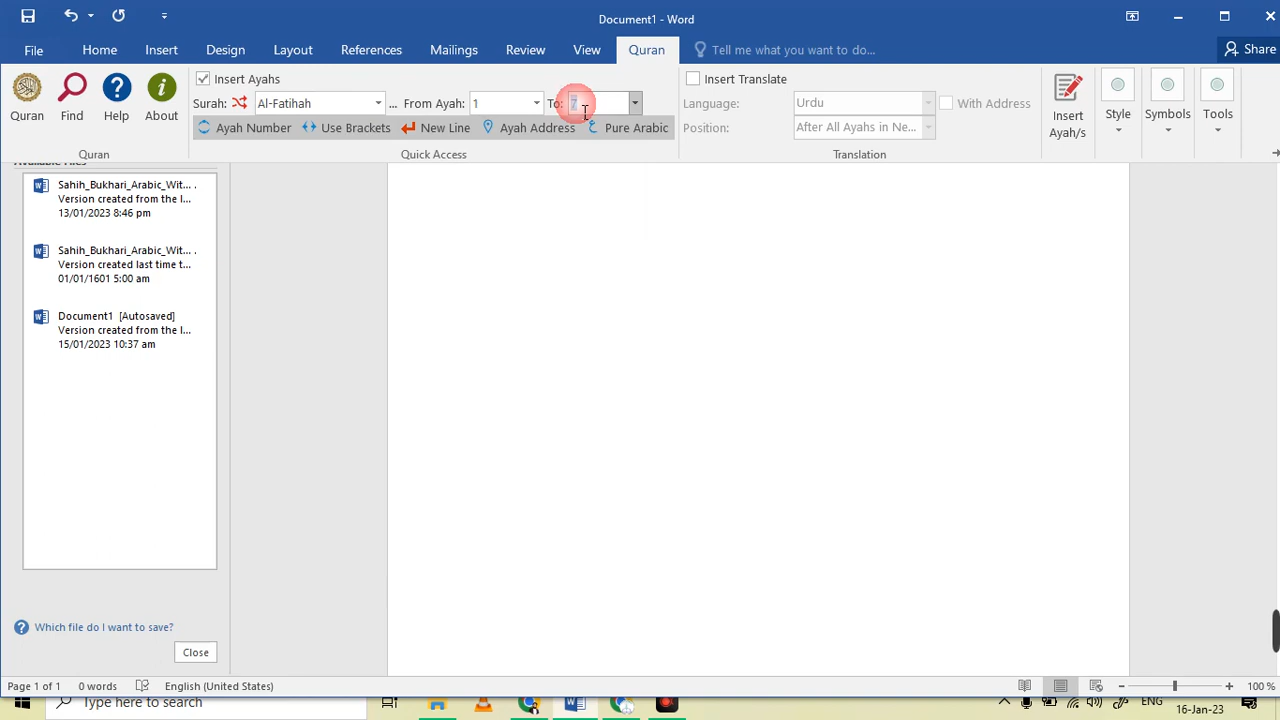 Document1 - Word
File Home Insert Design Layout References Mailings Review View Quran Tell me what you want to do... Share
Insert Ayahs Insert Translate
Surah: Al-Fatihah ... From Ayah: 1 To: 7 Language: Urdu With Address
Ayah Number Use Brackets New Line Ayah Address Pure Arabic Position: After All Ayahs in Ne...
Quran Find Help About
Insert Ayah/s Style Symbols Tools
Quran Quick Access Translation
Available Files
Sahih_Bukhari_Arabic_Wit... .
Version created from the l...
13/01/2023 8:46 pm
Sahih_Bukhari_Arabic_Wit... .
Version created last time t...
01/01/1601 5:00 am
Document1 [Autosaved]
Version created from the l...
15/01/2023 10:37 am
Which file do I want to save?
Close
Page 1 of 1 0 words English (United States) 100 %
Type here to search ENG
16-Jan-23